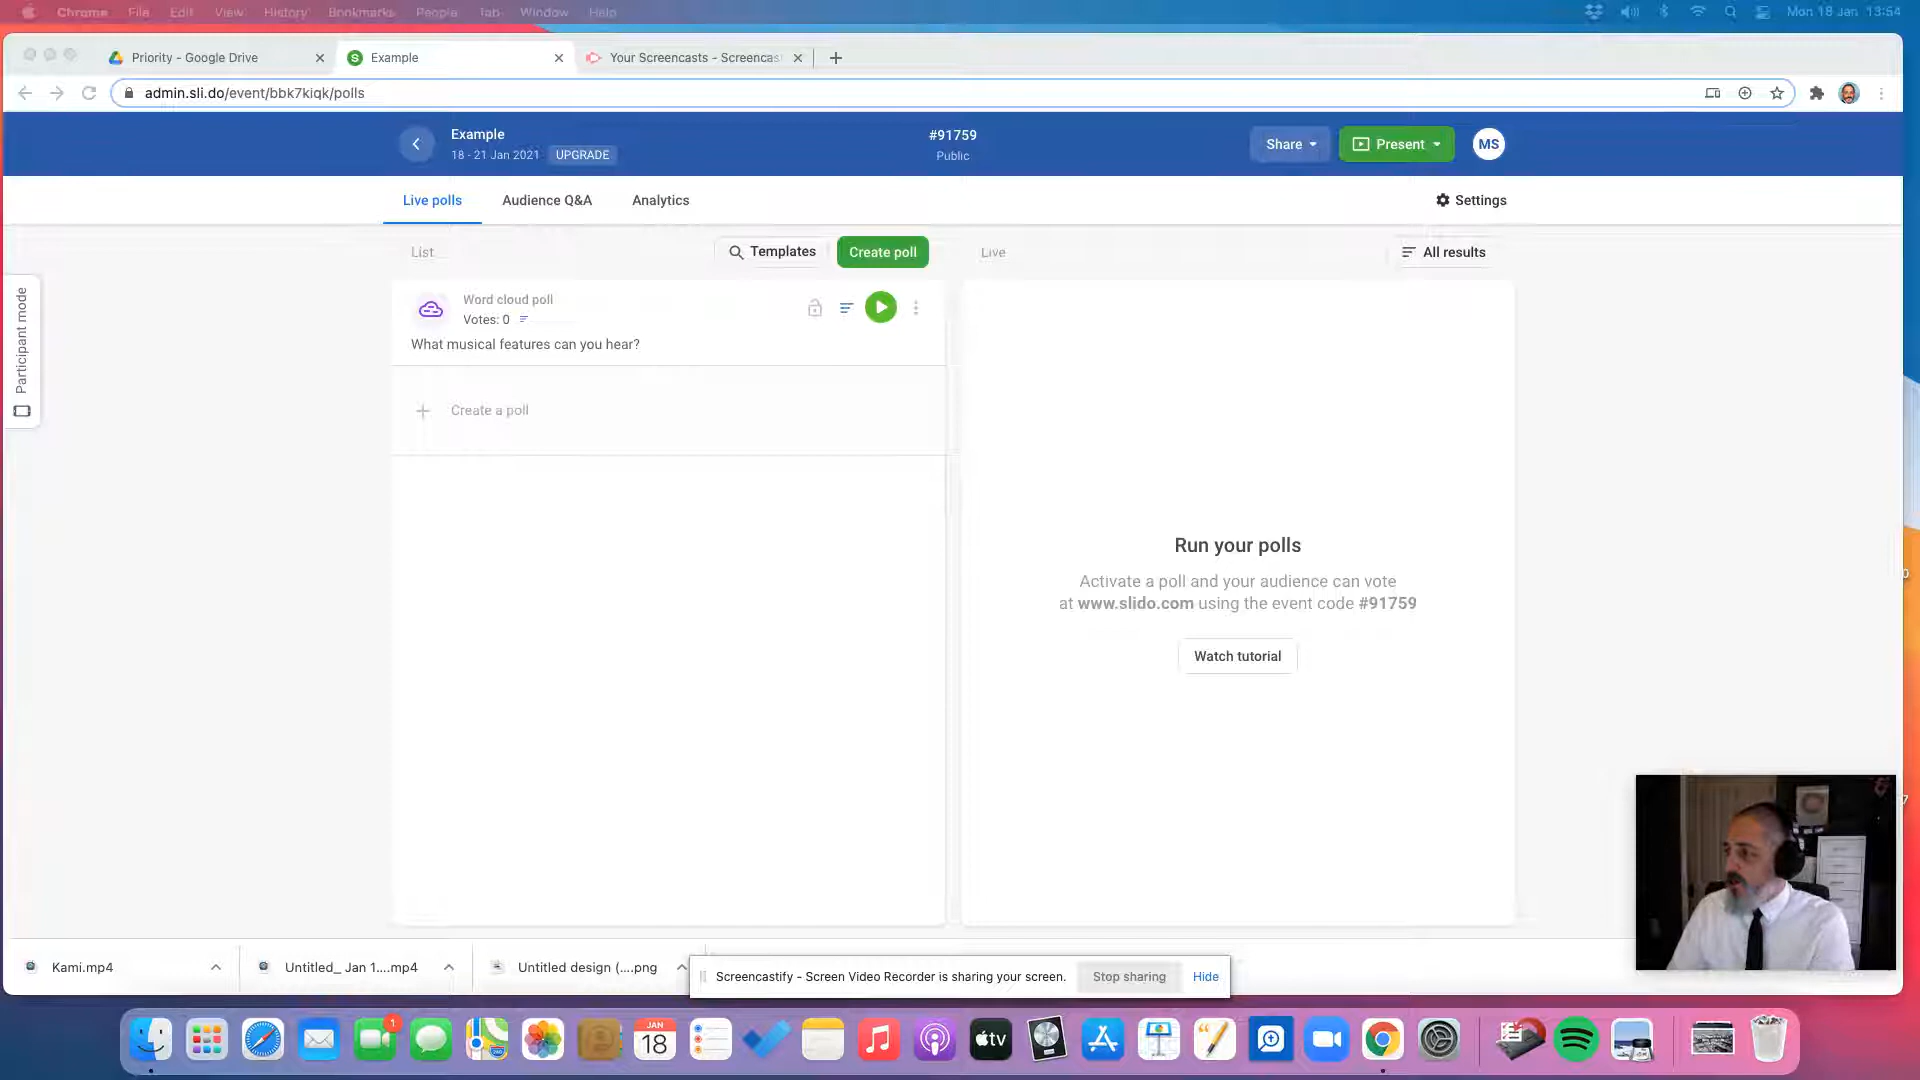 Chrome File Edit View History Bookmarks People Tab Window Help
Mon 18 Jan 13:54
Priority - Google Drive
Example
Your Screencasts - Screencas
admin.sli.do/event/bbk7kiqk/polls
Example
18 - 21 Jan 2021 UPGRADE
#91759
Public
Share
Present
MS
Live polls
Audience Q&A
Analytics
Settings
List
Templates
Create poll
Live
All results
Participant mode
Word cloud poll
Votes: 0
What musical features can you hear?
Create a poll
Run your polls
Activate a poll and your audience can vote
at www.slido.com using the event code #91759
Watch tutorial
Kami.mp4
Untitled_ Jan 1....mp4
Untitled design (....png
Screencastify - Screen Video Recorder is sharing your screen.
Stop sharing
Hide
1
JAN
18
tv